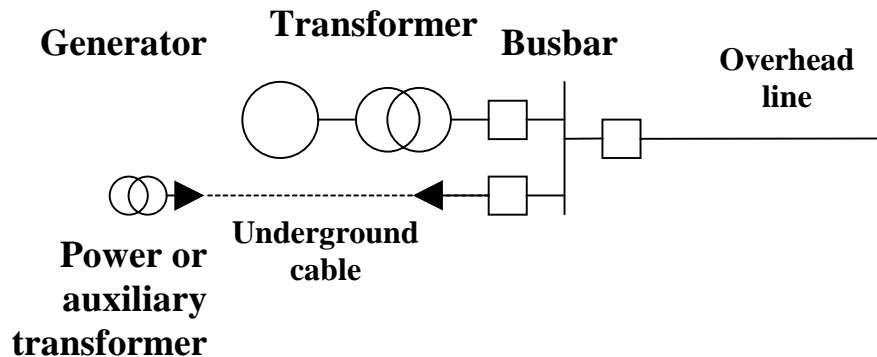 Generator
Transformer
Busbar
Overhead
line
Underground
cable
Power or
auxiliary
transformer